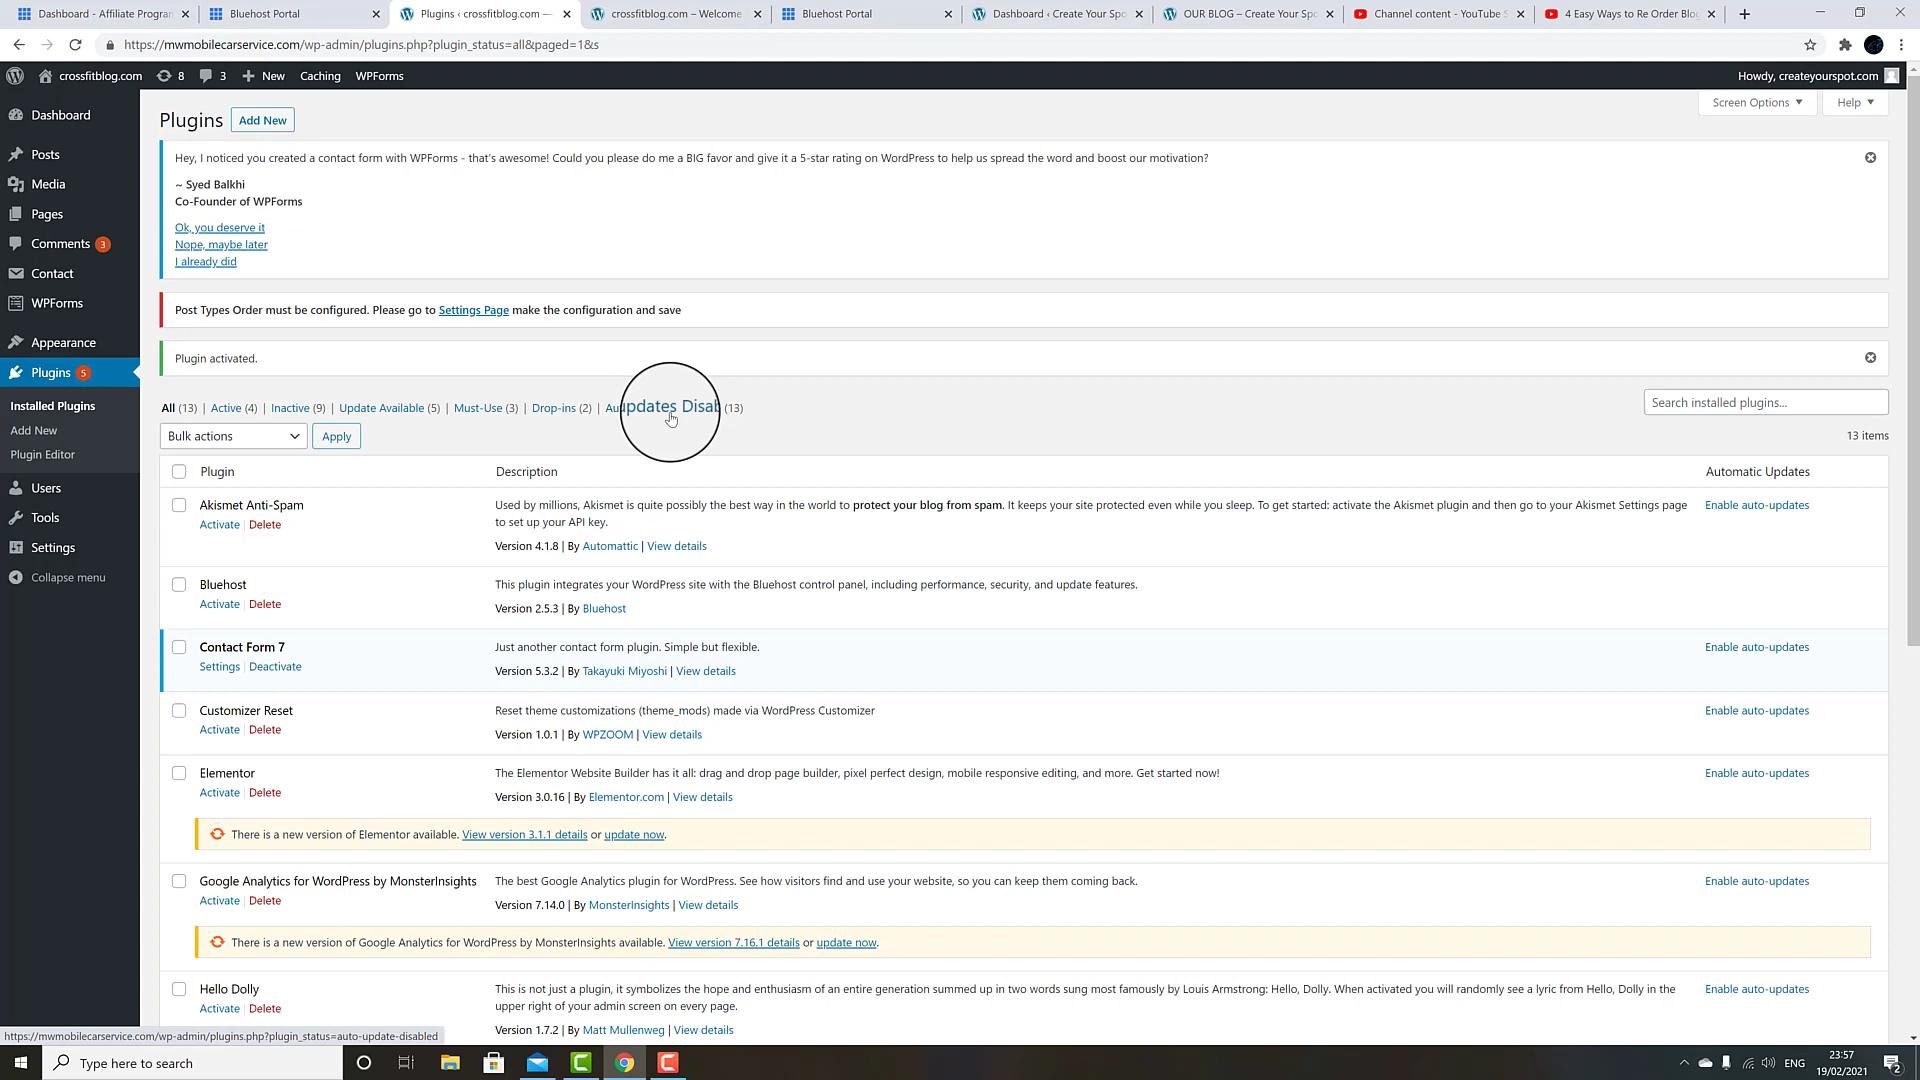 Dashboard - Affiliate Program
Bluehost Portal
Plugins ‹ crossfitblog.com —
crossfitblog.com – Welcome
Bluehost Portal
Dashboard ‹ Create Your Spo
OUR BLOG – Create Your Spo
Channel content - YouTube S
4 Easy Ways to Re Order Blog
https://mwmobilecarservice.com/wp-admin/plugins.php?plugin_status=all&paged=1&s
crossfitblog.com 8 3 New Caching WPForms
Howdy, createyourspot.com
Dashboard
Posts
Media
Pages
Comments 3
Contact
WPForms
Appearance
Plugins 5
Installed Plugins
Add New
Plugin Editor
Users
Tools
Settings
Collapse menu
Screen Options
Help
Plugins Add New
Hey, I noticed you created a contact form with WPForms - that's awesome! Could you please do me a BIG favor and give it a 5-star rating on WordPress to help us spread the word and boost our motivation?
~ Syed Balkhi
Co-Founder of WPForms
Ok, you deserve it
Nope, maybe later
I already did
Post Types Order must be configured. Please go to Settings Page make the configuration and save
Plugin activated.
All (13) | Active (4) | Inactive (9) | Update Available (5) | Must-Use (3) | Drop-ins (2) | Au updates Disab (13)
Search installed plugins...
Bulk actions Apply
13 items
Plugin Description Automatic Updates
Akismet Anti-Spam
Activate | Delete
Used by millions, Akismet is quite possibly the best way in the world to protect your blog from spam. It keeps your site protected even while you sleep. To get started: activate the Akismet plugin and then go to your Akismet Settings page
to set up your API key.
Version 4.1.8 | By Automattic | View details
Enable auto-updates
Bluehost
Activate | Delete
This plugin integrates your WordPress site with the Bluehost control panel, including performance, security, and update features.
Version 2.5.3 | By Bluehost
Contact Form 7
Settings | Deactivate
Just another contact form plugin. Simple but flexible.
Version 5.3.2 | By Takayuki Miyoshi | View details
Enable auto-updates
Customizer Reset
Activate | Delete
Reset theme customizations (theme_mods) made via WordPress Customizer
Version 1.0.1 | By WPZOOM | View details
Enable auto-updates
Elementor
Activate | Delete
The Elementor Website Builder has it all: drag and drop page builder, pixel perfect design, mobile responsive editing, and more. Get started now!
Version 3.0.16 | By Elementor.com | View details
Enable auto-updates
There is a new version of Elementor available. View version 3.1.1 details or update now.
Google Analytics for WordPress by MonsterInsights
Activate | Delete
The best Google Analytics plugin for WordPress. See how visitors find and use your website, so you can keep them coming back.
Version 7.14.0 | By MonsterInsights | View details
Enable auto-updates
There is a new version of Google Analytics for WordPress by MonsterInsights available. View version 7.16.1 details or update now.
Hello Dolly
Activate | Delete
This is not just a plugin, it symbolizes the hope and enthusiasm of an entire generation summed up in two words sung most famously by Louis Armstrong: Hello, Dolly. When activated you will randomly see a lyric from Hello, Dolly in the
upper right of your admin screen on every page.
Version 1.7.2 | By Matt Mullenweg | View details
Enable auto-updates
https://mwmobilecarservice.com/wp-admin/plugins.php?plugin_status=auto-update-disabled
Type here to search
ENG
23:57
19/02/2021
2